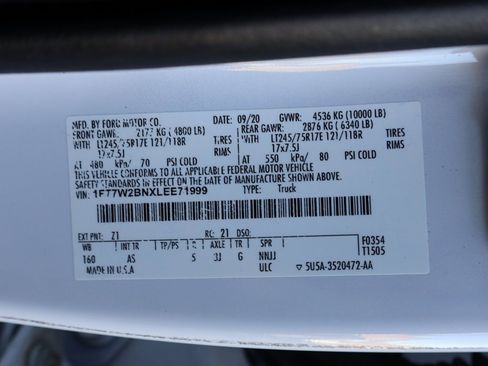 MFD. BY FORD MOTOR CO. 09/20 GVWR: 4536 KG (10000 LB)
FRONT GAWR: 2177 KG (4800 LB) REAR GAWR: 2876 KG (6340 LB)
WITH LT245/75R17E 121/118R TIRES WITH LT245/75R17E 121/118R TIRES
17x7.5J RIMS 17x7.5J RIMS
AT 480 kPa/ 70 PSI COLD AT 550 kPa/ 80 PSI COLD
THIS VEHICLE CONFORMS TO ALL APPLICABLE FEDERAL MOTOR VEHICLE
SAFETY STANDARDS IN EFFECT ON THE DATE OF MANUFACTURE SHOWN ABOVE.
VIN: 1FT7W2BNXLEE71999 TYPE: Truck
EXT PNT: Z1 RC: 21 DSO: F0354
WB INT TR TP/PS R AXLE TR SPR T1505
160 AS 5 3J G NNJJ
MADE IN U.S.A ULC ▽ 5U5A-3520472-AA